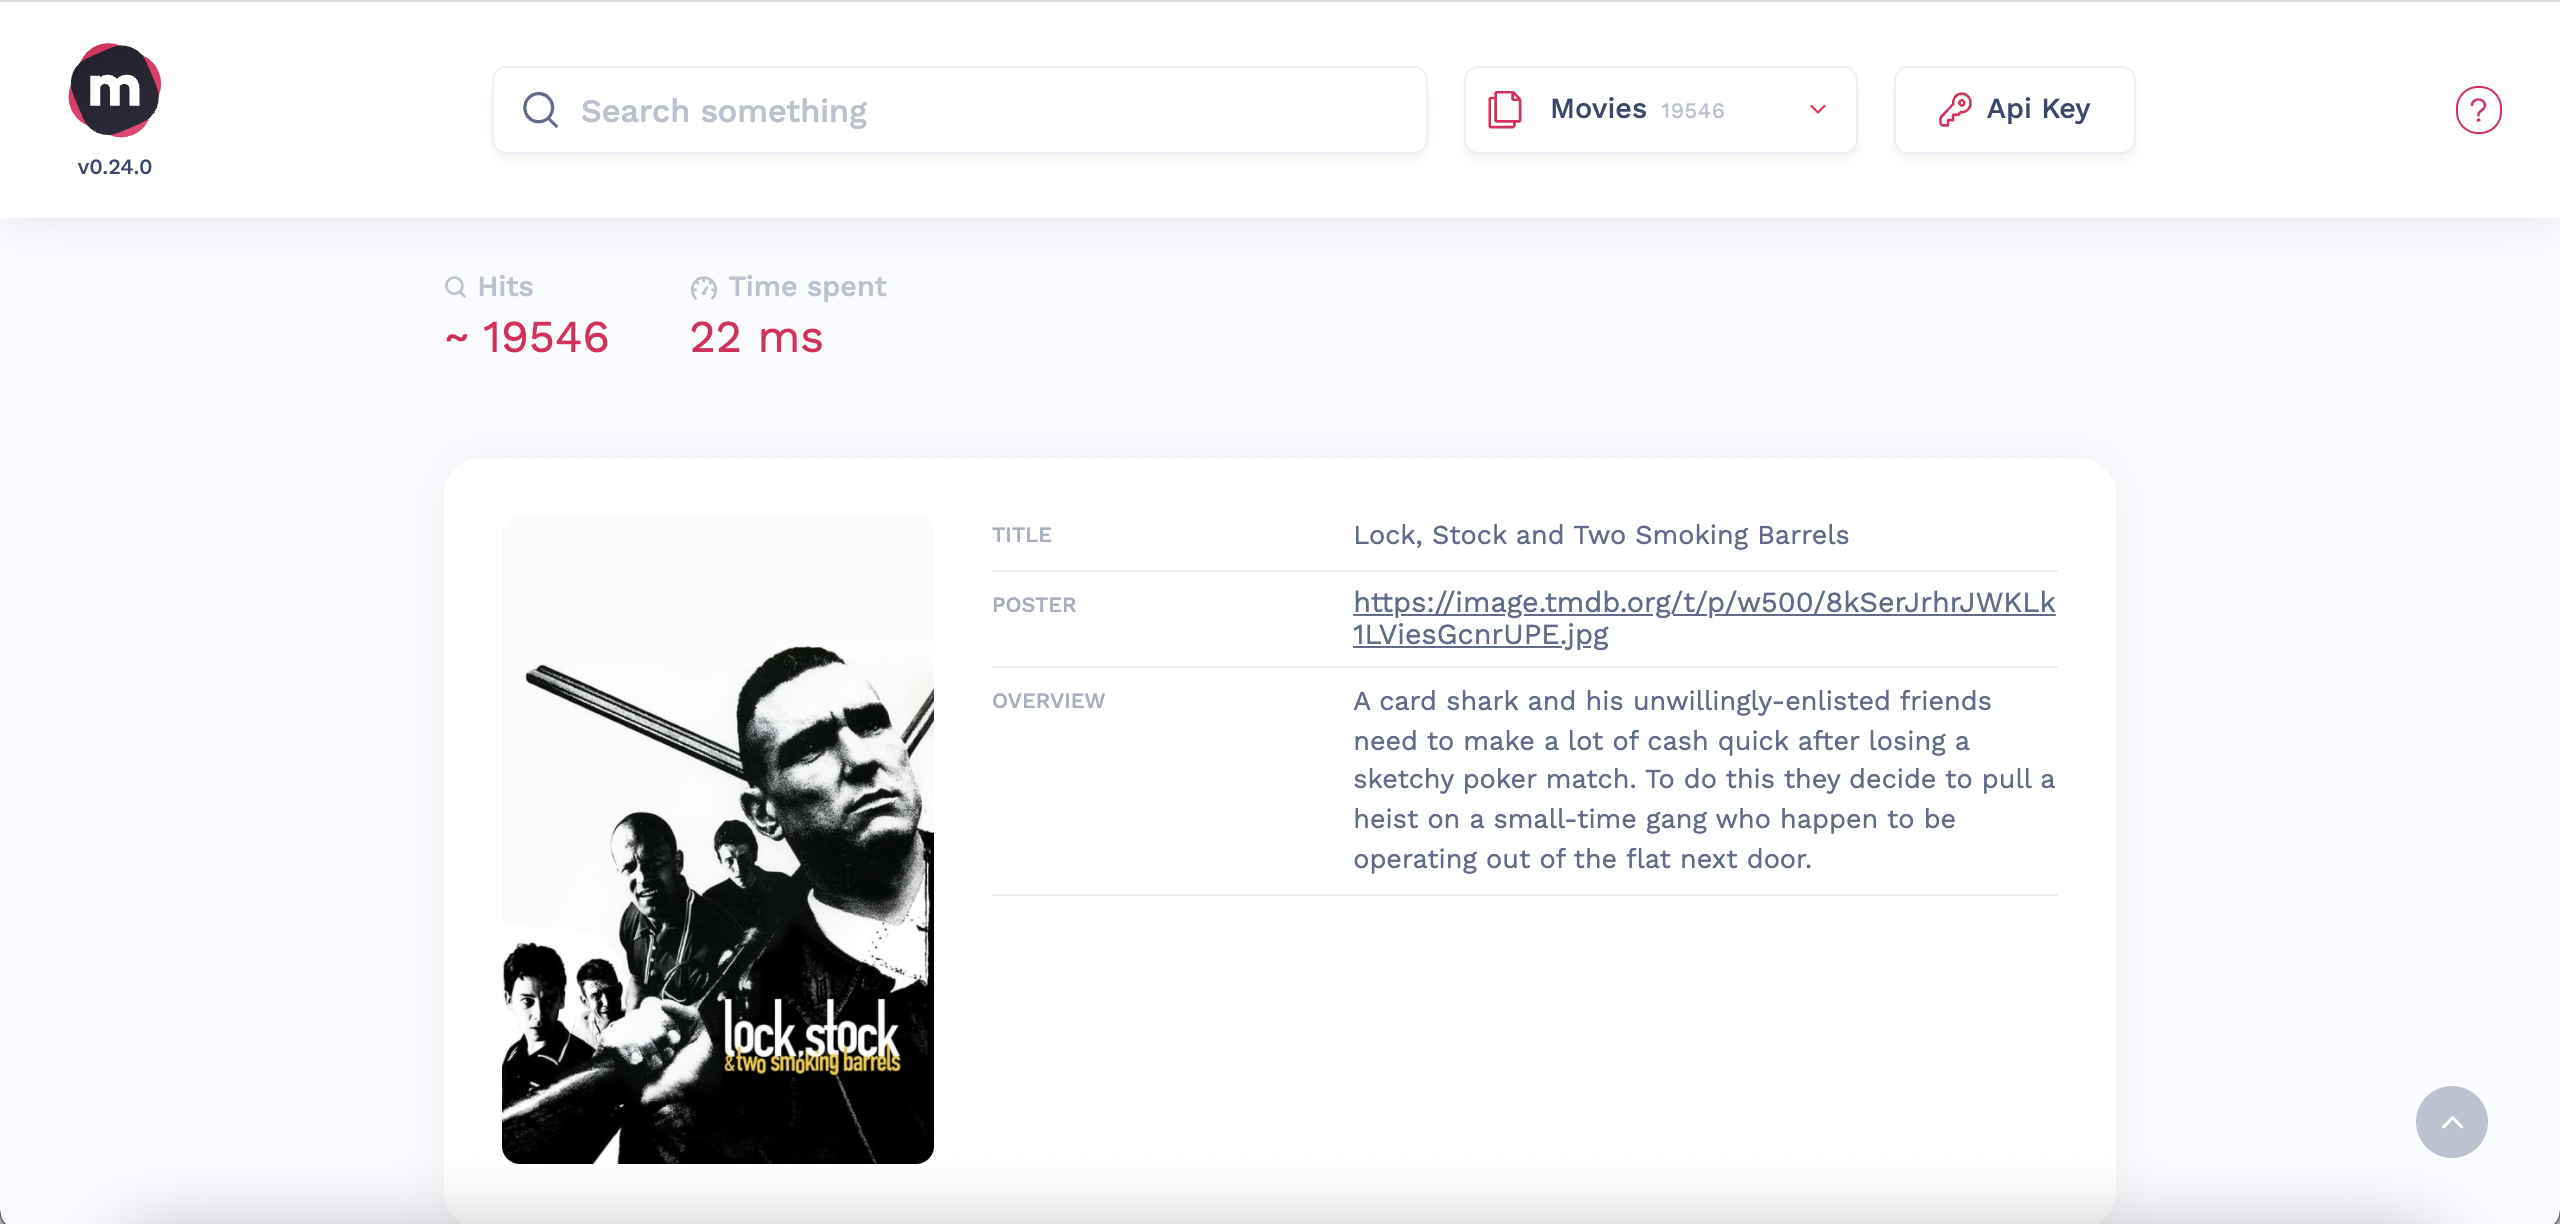 m
v0.24.0
Search something
Movies 19546
Api Key
?
Hits
~ 19546
Time spent
22 ms
TITLE
Lock, Stock and Two Smoking Barrels
POSTER
https://image.tmdb.org/t/p/w500/8kSerJrhrJWKLk
1LViesGcnrUPE.jpg
OVERVIEW
A card shark and his unwillingly-enlisted friends
need to make a lot of cash quick after losing a
sketchy poker match. To do this they decide to pull a
heist on a small-time gang who happen to be
operating out of the flat next door.
lock, stock
& two smoking barrels